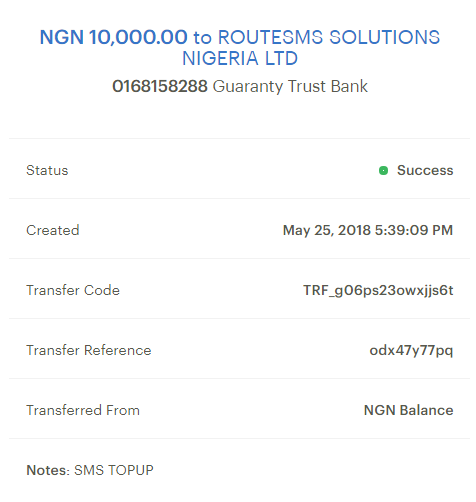 NGN 10,000.00 to ROUTESMS SOLUTIONS
NIGERIA LTD
0168158288 Guaranty Trust Bank
Status Success
Created May 25, 2018 5:39:09 PM
Transfer Code TRF_g06ps23owxjjs6t
Transfer Reference odx47y77pq
Transferred From NGN Balance
Notes: SMS TOPUP